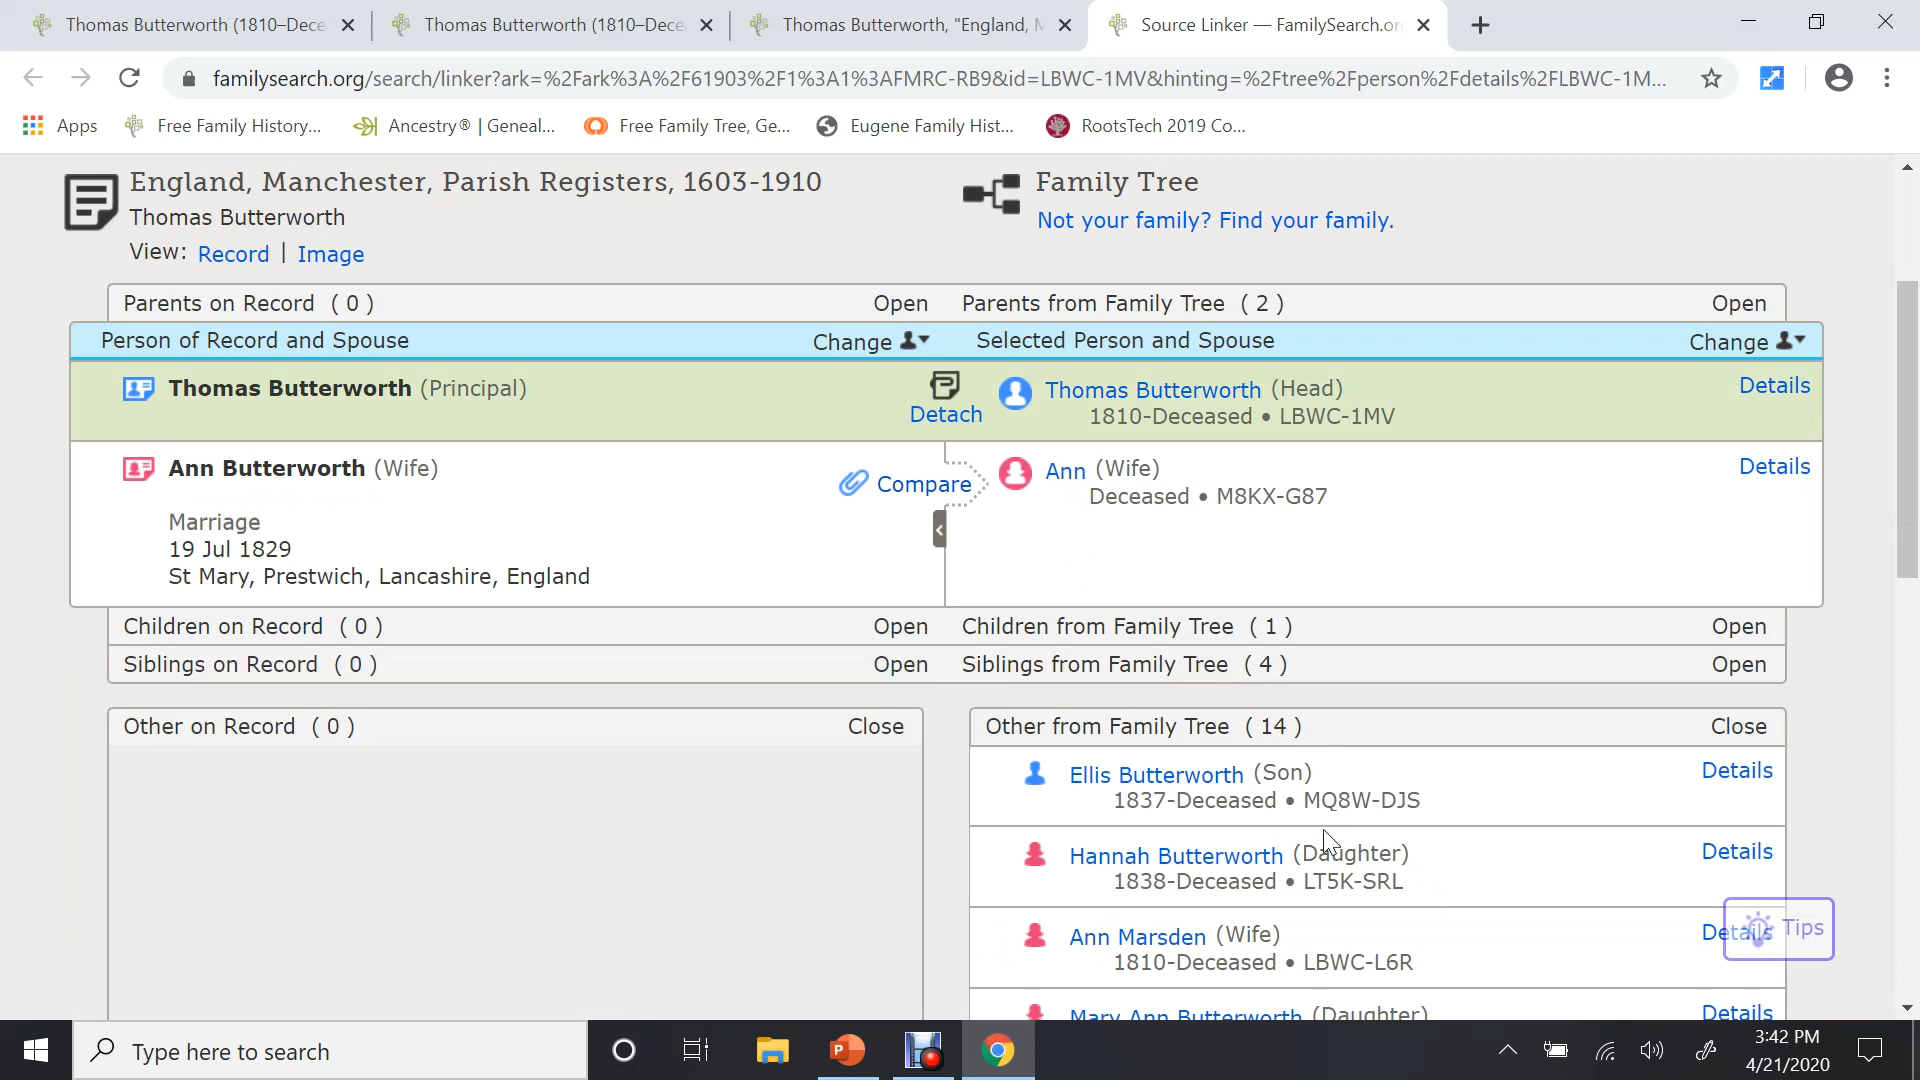 Thomas Butterworth (1810–Dece
Thomas Butterworth (1810–Dece
Thomas Butterworth, "England, M
Source Linker — FamilySearch.or
familysearch.org/search/linker?ark=%2Fark%3A%2F61903%2F1%3A1%3AFMRC-RB9&id=LBWC-1MV&hinting=%2Ftree%2Fperson%2Fdetails%2FLBWC-1M...
Apps
Free Family History...
Ancestry® | Geneal...
Free Family Tree, Ge...
Eugene Family Hist...
RootsTech 2019 Co...
England, Manchester, Parish Registers, 1603-1910
Thomas Butterworth
View: Record | Image
Family Tree
Not your family? Find your family.
Parents on Record ( 0 ) Open
Parents from Family Tree ( 2 ) Open
Person of Record and Spouse Change
Selected Person and Spouse Change
Thomas Butterworth (Principal)
Detach
Thomas Butterworth (Head) Details
1810-Deceased • LBWC-1MV
Ann Butterworth (Wife)
Compare
Ann (Wife) Details
Deceased • M8KX-G87
Marriage
19 Jul 1829
St Mary, Prestwich, Lancashire, England
Children on Record ( 0 ) Open
Children from Family Tree ( 1 ) Open
Siblings on Record ( 0 ) Open
Siblings from Family Tree ( 4 ) Open
Other on Record ( 0 ) Close
Other from Family Tree ( 14 ) Close
Ellis Butterworth (Son) Details
1837-Deceased • MQ8W-DJS
Hannah Butterworth (Daughter) Details
1838-Deceased • LT5K-SRL
Ann Marsden (Wife) Details
1810-Deceased • LBWC-L6R
Tips
Mary Ann Butterworth (Daughter) Details
Type here to search
3:42 PM
4/21/2020